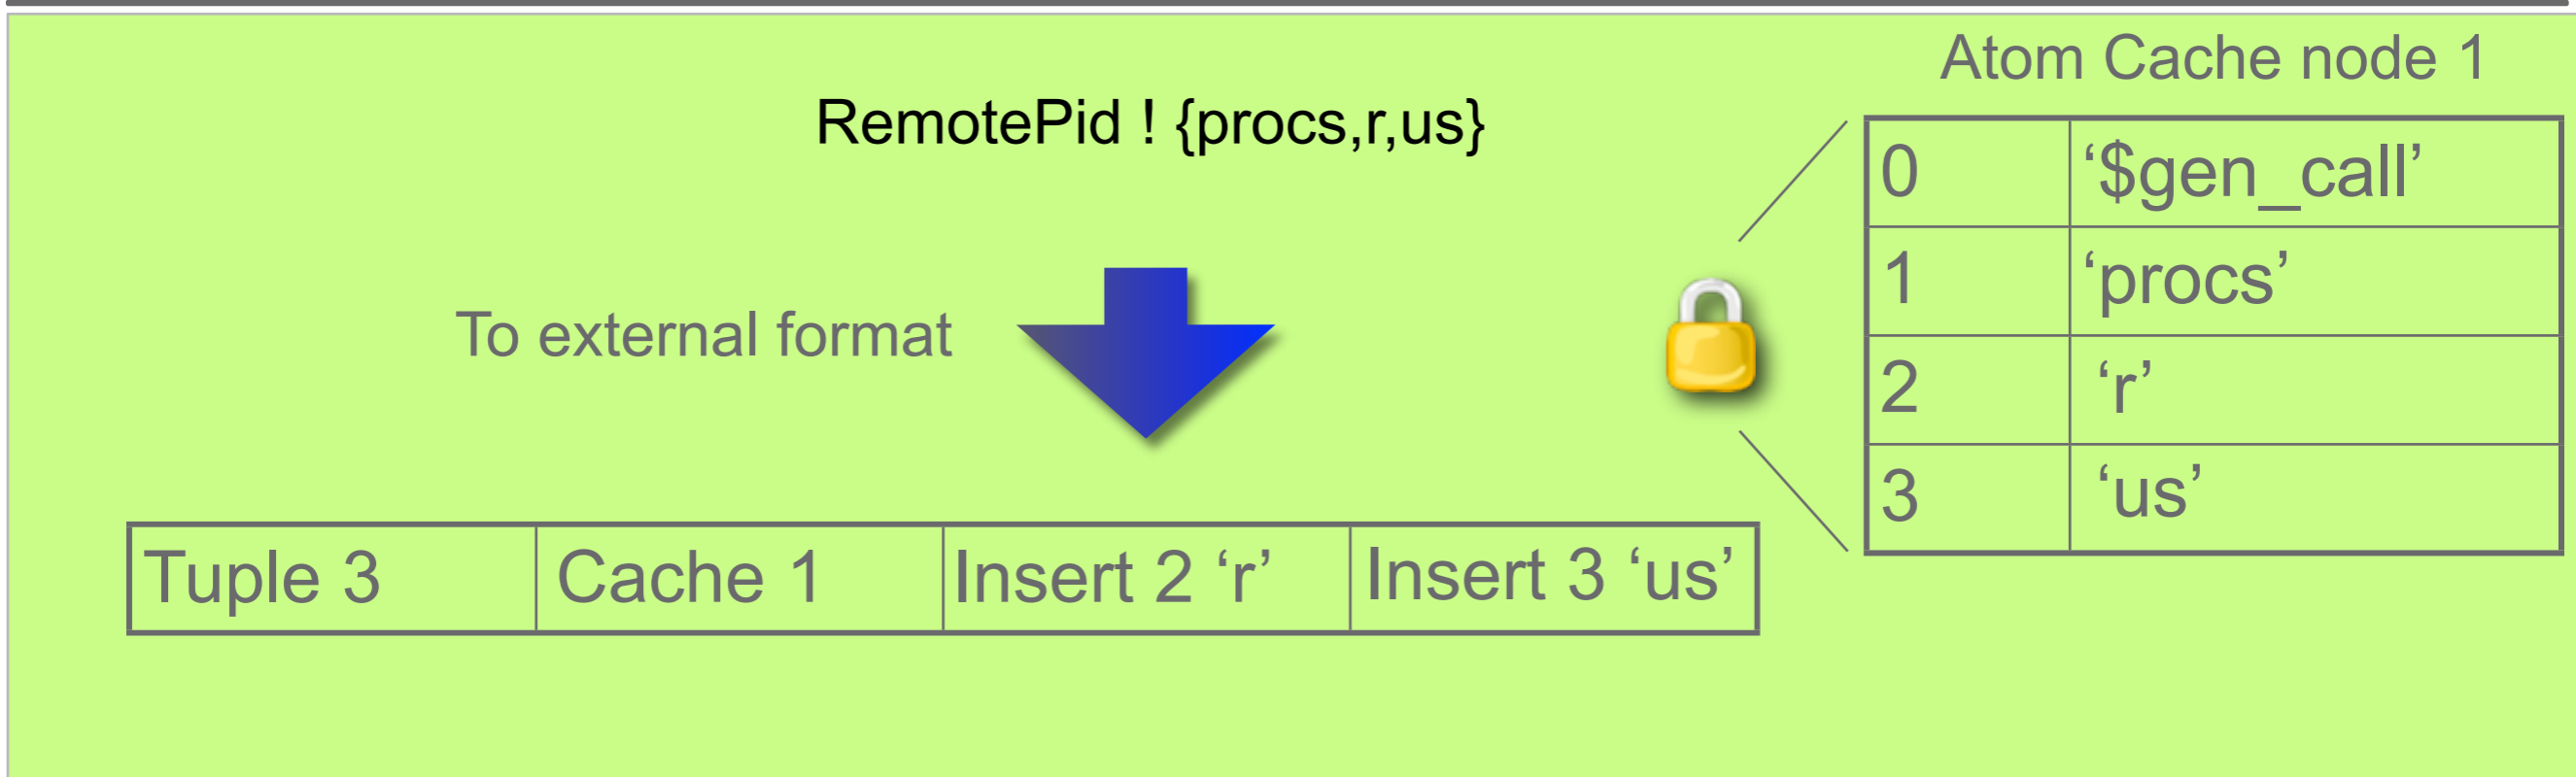 Atom Cache node 1
RemotePid ! {procs,r,us}
0 ‘$gen_call’
1 ‘procs’
2 ‘r’
3 ‘us’
To external format
Tuple 3 Cache 1 Insert 2 ‘r’ Insert 3 ‘us’